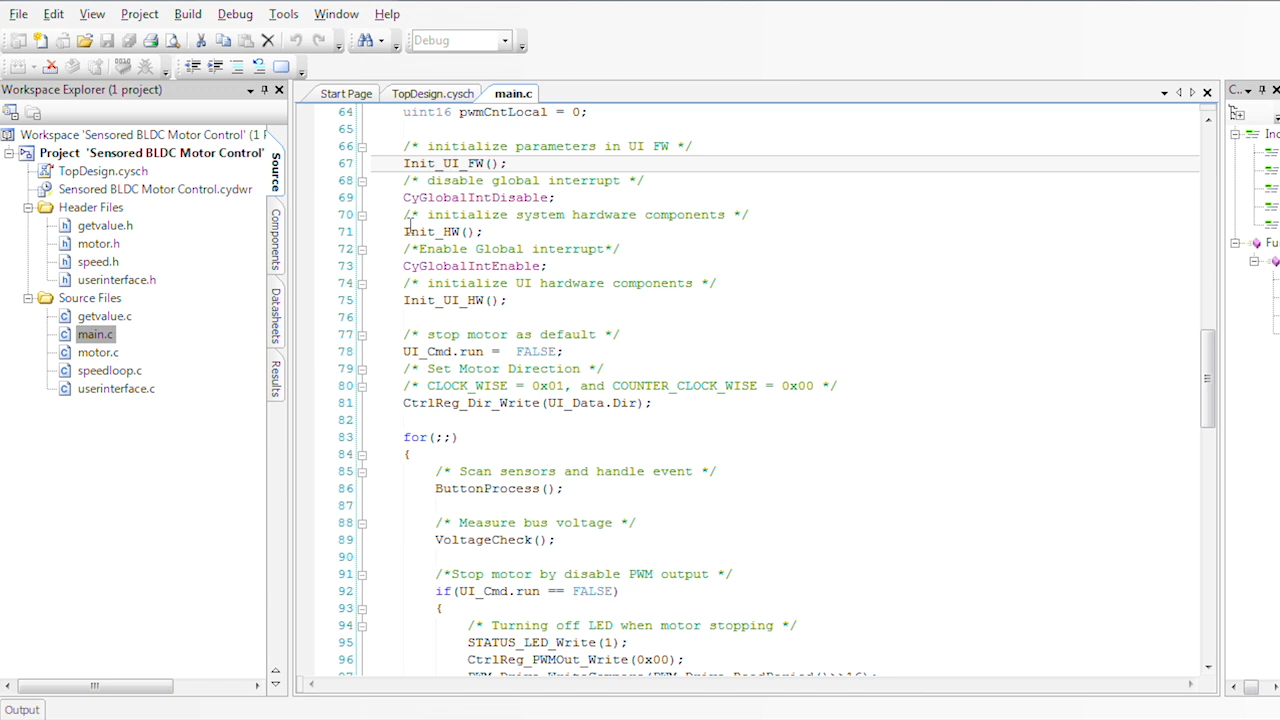 File Edit View Project Build Debug Tools Window Help
Debug
Workspace Explorer (1 project)
Start Page TopDesign.cysch main.c
C..
Workspace 'Sensored BLDC Motor Control' (1
Project 'Sensored BLDC Motor Control'
TopDesign.cysch
Sensored BLDC Motor Control.cydwr
Header Files
getvalue.h
motor.h
speed.h
userinterface.h
Source Files
getvalue.c
main.c
motor.c
speedloop.c
userinterface.c
Source
Components
Datasheets
Results
64 uint16 pwmCntLocal = 0;
65
66 /* initialize parameters in UI FW */
67 Init_UI_FW();
68 /* disable global interrupt */
69 CyGlobalIntDisable;
70 /* initialize system hardware components */
71 Init_HW();
72 /*Enable Global interrupt*/
73 CyGlobalIntEnable;
74 /* initialize UI hardware components */
75 Init_UI_HW();
76
77 /* stop motor as default */
78 UI_Cmd.run =  FALSE;
79 /* Set Motor Direction */
80 /* CLOCK_WISE = 0x01, and COUNTER_CLOCK_WISE = 0x00 */
81 CtrlReg_Dir_Write(UI_Data.Dir);
82
83 for(;;)
84 {
85 /* Scan sensors and handle event */
86 ButtonProcess();
87
88 /* Measure bus voltage */
89 VoltageCheck();
90
91 /*Stop motor by disable PWM output */
92 if(UI_Cmd.run == FALSE)
93 {
94 /* Turning off LED when motor stopping */
95 STATUS_LED_Write(1);
96 CtrlReg_PWMOut_Write(0x00);
Inc
Fu
Output